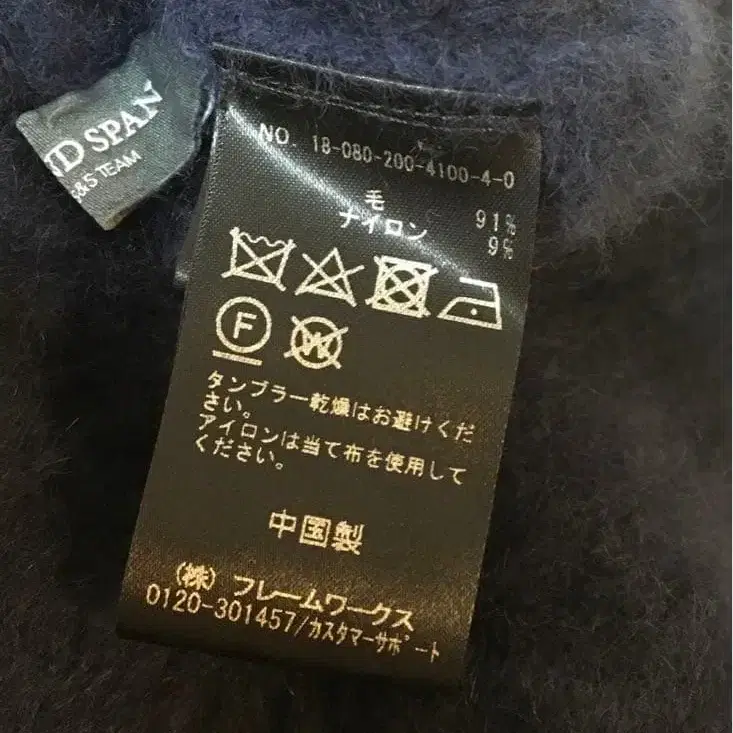 ND SPAN
&S TEAM
NO. 18-080-200-4100-4-0
毛 91%
ナイロン 9%
F
W
タンブラー乾燥はお避けくだ
さい。
アイロンは当て布を使用して
ください。
中国製
(株) フレームワークス
0120-301457/カスタマーサポート